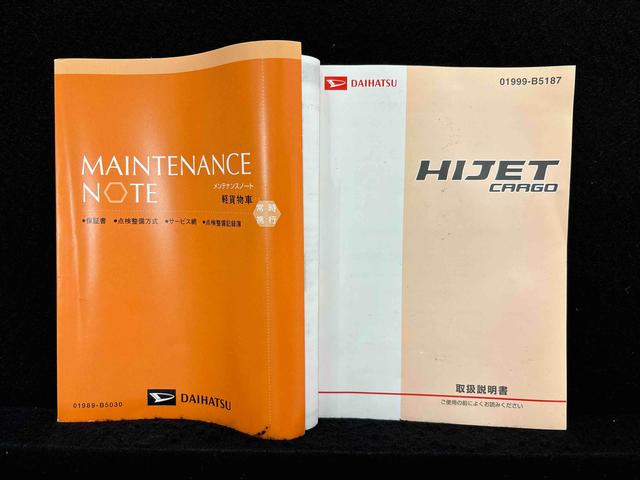 MAINTENANCE
NOTE
メンテナンスノート
軽貨物車
常時
携行
●保証書 ●点検整備方式 ●サービス網 ●点検整備記録簿
01989-B5030
DAIHATSU
DAIHATSU
01999-B5187
HIJET
CARGO
取扱説明書
ご使用の前によくお読みください